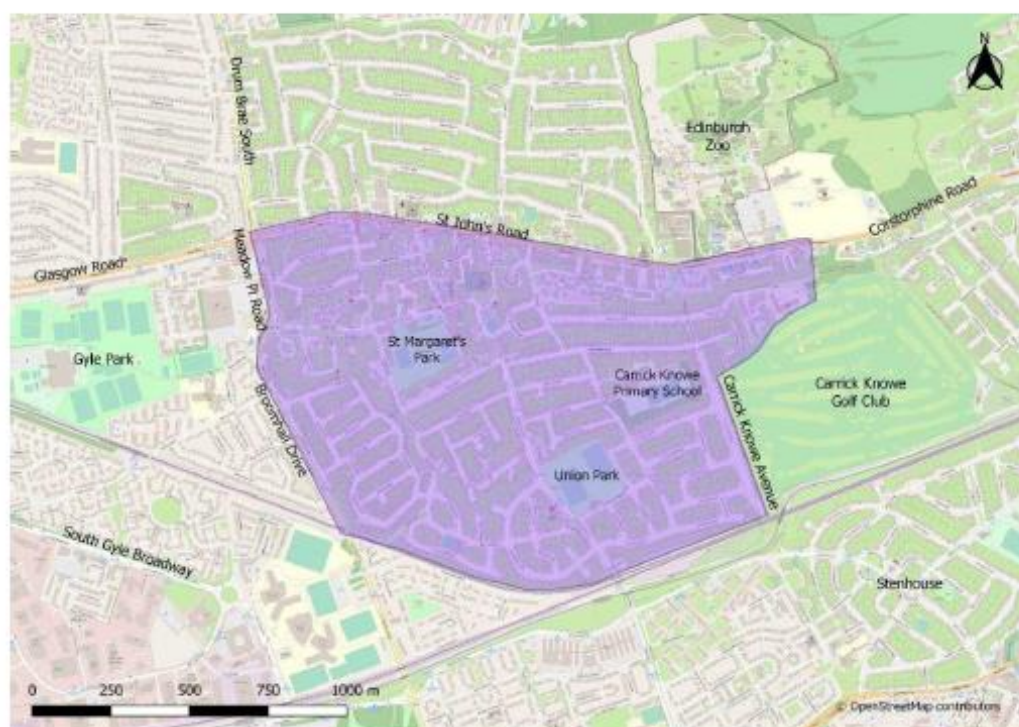 N
Drum Brae South
Edinburgh
Zoo
Corstorphine Road
St John's Road
Glasgow Road
Meadow Pl Road
St Margaret's
Park
Gyle Park
Carrick Knowe
Primary School
Carrick Knowe
Golf Club
Broomhall Drive
Carrick Knowe Avenue
Union Park
South Gyle Broadway
Stenhouse
0 250 500 750 1000 m
© OpenStreetMap contributors